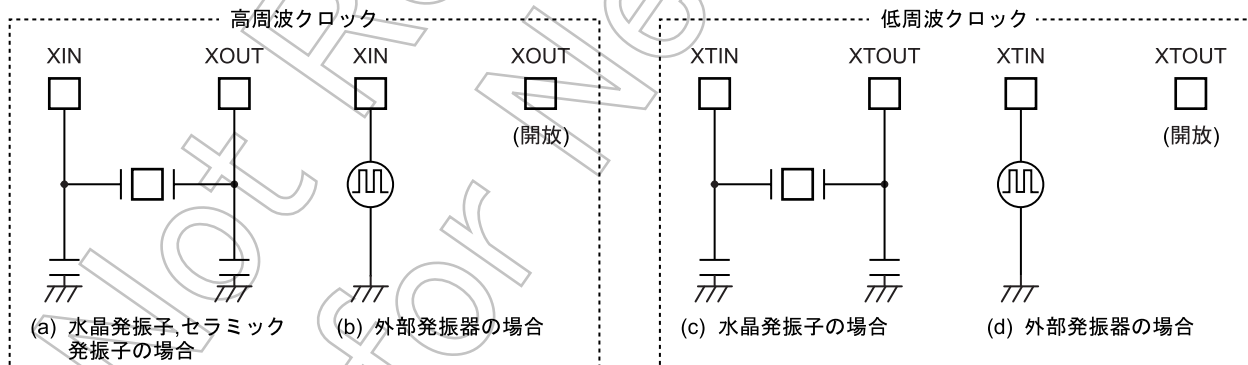 高周波クロック
XIN
XOUT
XIN
XOUT
(開放)
(a) 水晶発振子,セラミック
発振子の場合
(b) 外部発振器の場合
低周波クロック
XTIN
XTOUT
XTIN
XTOUT
(開放)
(c) 水晶発振子の場合
(d) 外部発振器の場合
Not R
for Ne